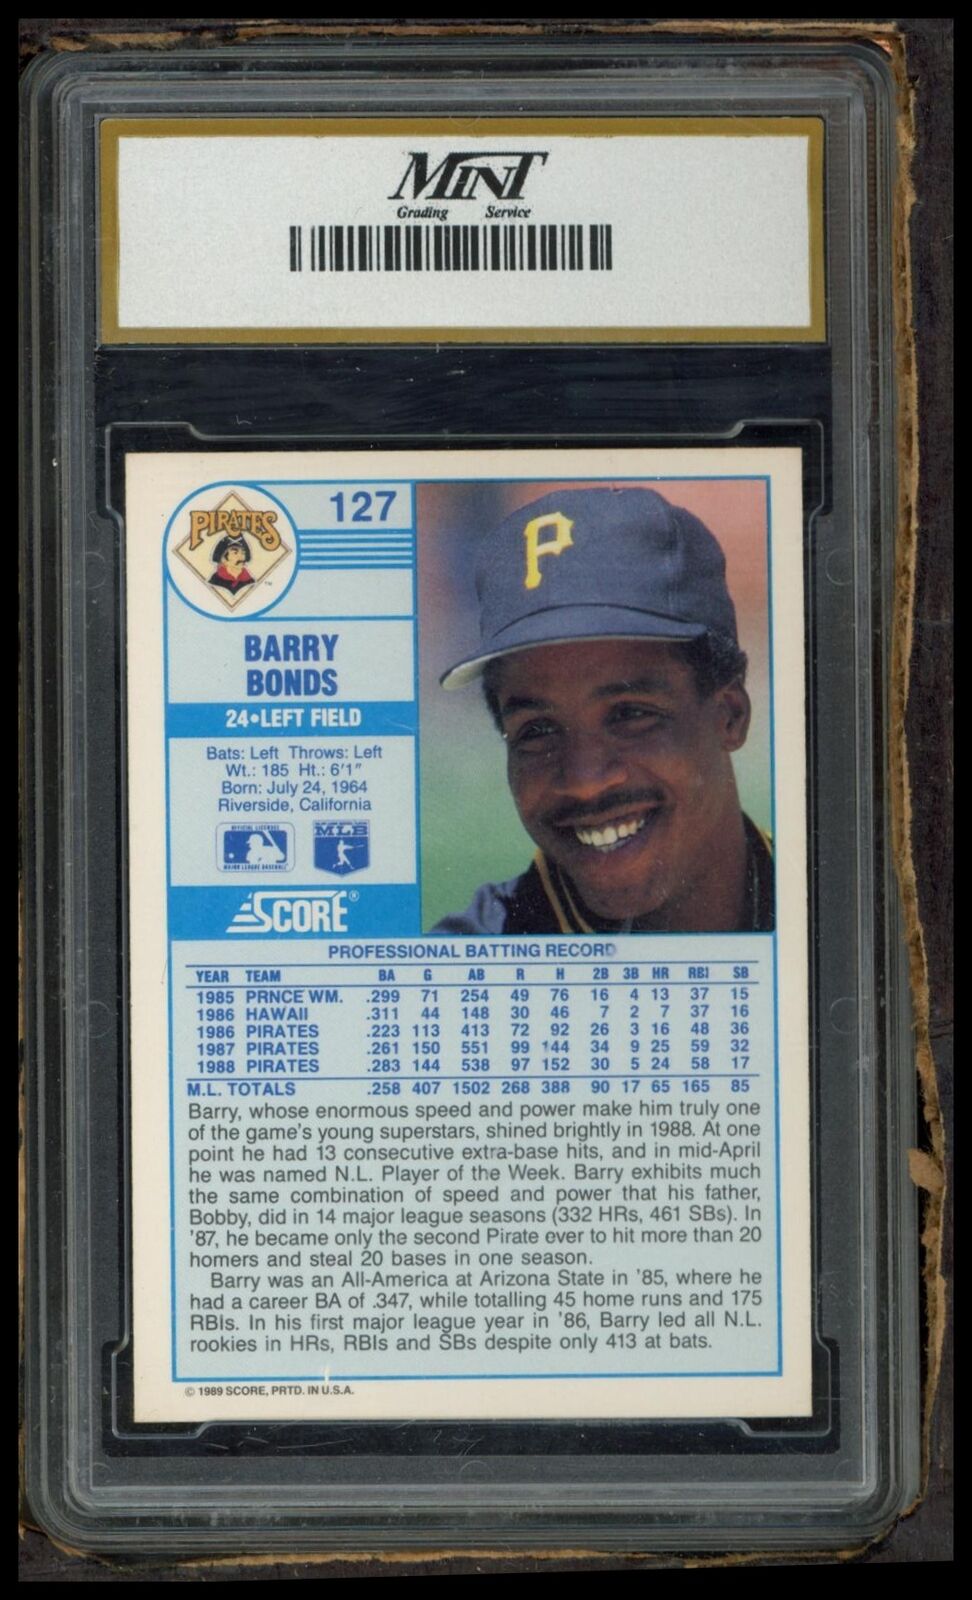 MINT
Grading Service
PIRATES
TM
127
P
BARRY
BONDS
24•LEFT FIELD
Bats: Left Throws: Left
Wt.: 185 Ht.: 6'1"
Born: July 24, 1964
Riverside, California
OFFICIAL LICENSEE
MAJOR LEAGUE BASEBALL
MLB
SCORE®
PROFESSIONAL BATTING RECORD
YEAR TEAM BA G AB R H 2B 3B HR RBI SB
1985 PRNCE WM. .299 71 254 49 76 16 4 13 37 15
1986 HAWAII .311 44 148 30 46 7 2 7 37 16
1986 PIRATES .223 113 413 72 92 26 3 16 48 36
1987 PIRATES .261 150 551 99 144 34 9 25 59 32
1988 PIRATES .283 144 538 97 152 30 5 24 58 17
M.L. TOTALS .258 407 1502 268 388 90 17 65 165 85
Barry, whose enormous speed and power make him truly one
of the game's young superstars, shined brightly in 1988. At one
point he had 13 consecutive extra-base hits, and in mid-April
he was named N.L. Player of the Week. Barry exhibits much
the same combination of speed and power that his father,
Bobby, did in 14 major league seasons (332 HRs, 461 SBs). In
'87, he became only the second Pirate ever to hit more than 20
homers and steal 20 bases in one season.
Barry was an All-America at Arizona State in '85, where he
had a career BA of .347, while totalling 45 home runs and 175
RBIs. In his first major league year in '86, Barry led all N.L.
rookies in HRs, RBIs and SBs despite only 413 at bats.
© 1989 SCORE, PRTD. IN U.S.A.